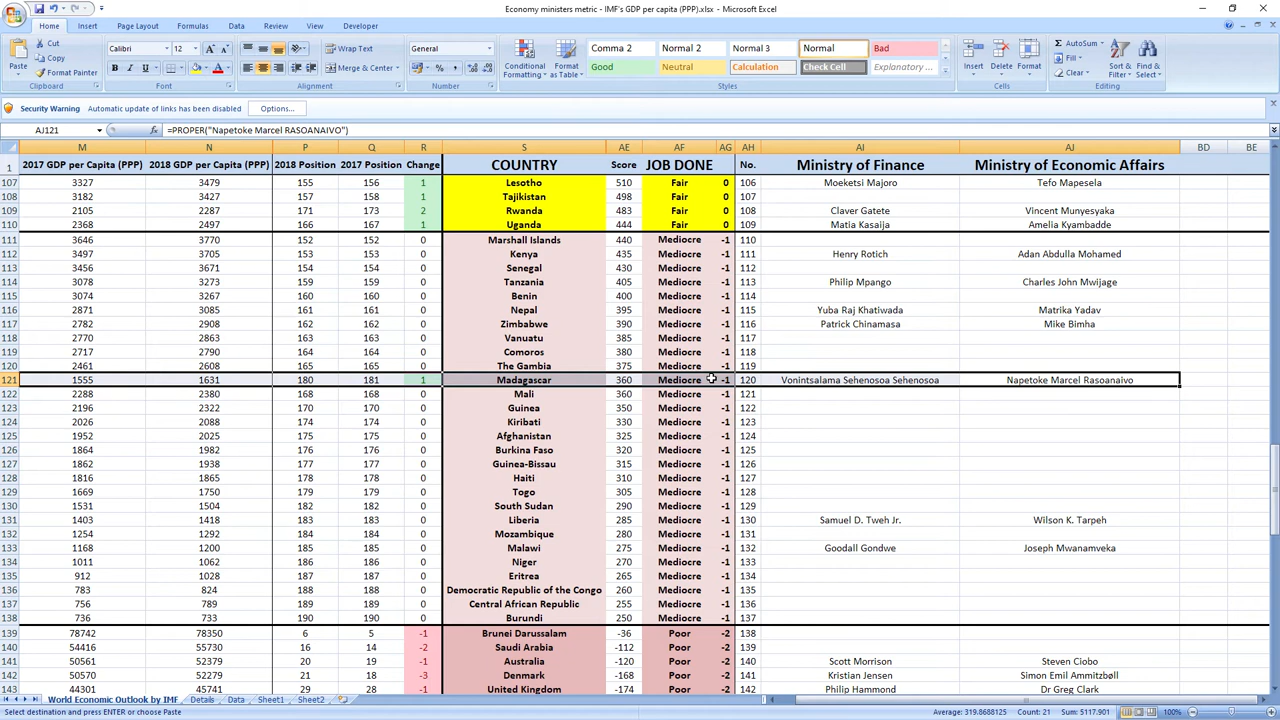 Economy ministers metric - IMF's GDP per capita (PPP).xlsx - Microsoft Excel
Home Insert Page Layout Formulas Data Review View Developer
Paste Cut Copy Format Painter Clipboard
Calibri 12 Font
Wrap Text Merge & Center Alignment
General Number
Conditional Formatting Format as Table
Comma 2 Normal 2 Normal 3 Normal Bad
Good Neutral Calculation Check Cell Explanatory ...
Styles
Insert Delete Format Cells
AutoSum Fill Clear Sort & Filter Find & Select Editing
Security Warning Automatic update of links has been disabled Options...
AJ121 =PROPER("Napetoke Marcel RASOANAIVO")
M N P Q R S AE AF AG AH AI AJ BD BE
1 2017 GDP per Capita (PPP) 2018 GDP per Capita (PPP) 2018 Position 2017 Position Change COUNTRY Score JOB DONE No. Ministry of Finance Ministry of Economic Affairs
107 3327 3479 155 156 1 Lesotho 510 Fair 0 106 Moeketsi Majoro Tefo Mapesela
108 3182 3427 157 158 1 Tajikistan 498 Fair 0 107
109 2105 2287 171 173 2 Rwanda 483 Fair 0 108 Claver Gatete Vincent Munyesyaka
110 2368 2497 166 167 1 Uganda 444 Fair 0 109 Matia Kasaija Amelia Kyambadde
111 3646 3770 152 152 0 Marshall Islands 440 Mediocre -1 110
112 3497 3705 153 153 0 Kenya 435 Mediocre -1 111 Henry Rotich Adan Abdulla Mohamed
113 3456 3671 154 154 0 Senegal 430 Mediocre -1 112
114 3078 3273 159 159 0 Tanzania 405 Mediocre -1 113 Philip Mpango Charles John Mwijage
115 3074 3267 160 160 0 Benin 400 Mediocre -1 114
116 2871 3085 161 161 0 Nepal 395 Mediocre -1 115 Yuba Raj Khatiwada Matrika Yadav
117 2782 2908 162 162 0 Zimbabwe 390 Mediocre -1 116 Patrick Chinamasa Mike Bimha
118 2770 2863 163 163 0 Vanuatu 385 Mediocre -1 117
119 2717 2790 164 164 0 Comoros 380 Mediocre -1 118
120 2461 2608 165 165 0 The Gambia 375 Mediocre -1 119
121 1555 1631 180 181 1 Madagascar 360 Mediocre -1 120 Vonintsalama Sehenosoa Sehenosoa Napetoke Marcel Rasoanaivo
122 2288 2380 168 168 0 Mali 360 Mediocre -1 121
123 2196 2322 170 170 0 Guinea 350 Mediocre -1 122
124 2026 2028 174 174 0 Kiribati 330 Mediocre -1 123
125 1952 2025 175 175 0 Afghanistan 325 Mediocre -1 124
126 1864 1982 176 176 0 Burkina Faso 320 Mediocre -1 125
127 1862 1938 177 177 0 Guinea-Bissau 315 Mediocre -1 126
128 1816 1865 178 178 0 Haiti 310 Mediocre -1 127
129 1669 1750 179 179 0 Togo 305 Mediocre -1 128
130 1531 1504 182 182 0 South Sudan 290 Mediocre -1 129
131 1403 1418 183 183 0 Liberia 285 Mediocre -1 130 Samuel D. Tweh Jr. Wilson K. Tarpeh
132 1254 1292 184 184 0 Mozambique 280 Mediocre -1 131
133 1168 1200 185 185 0 Malawi 275 Mediocre -1 132 Goodall Gondwe Joseph Mwanamveka
134 1011 1062 186 186 0 Niger 270 Mediocre -1 133
135 912 1028 187 187 0 Eritrea 265 Mediocre -1 134
136 783 824 188 188 0 Democratic Republic of the Congo 260 Mediocre -1 135
137 756 789 189 189 0 Central African Republic 255 Mediocre -1 136
138 736 733 190 190 0 Burundi 250 Mediocre -1 137
139 78742 78350 6 5 -1 Brunei Darussalam -36 Poor -2 138
140 54416 55730 16 14 -2 Saudi Arabia -112 Poor -2 139
141 50561 52379 20 19 -1 Australia -120 Poor -2 140 Scott Morrison Steven Ciobo
142 50570 52279 21 18 -3 Denmark -168 Poor -2 141 Kristian Jensen Simon Emil Ammitzbøll
143 44301 45741 29 28 -1 United Kingdom -174 Poor -2 142 Philip Hammond Greg Clark
World Economic Outlook by IMF Details Data Sheet1 Sheet2
Select destination and press ENTER or choose Paste Average: 319.8688125 Count: 21 Sum: 5117.901 100%